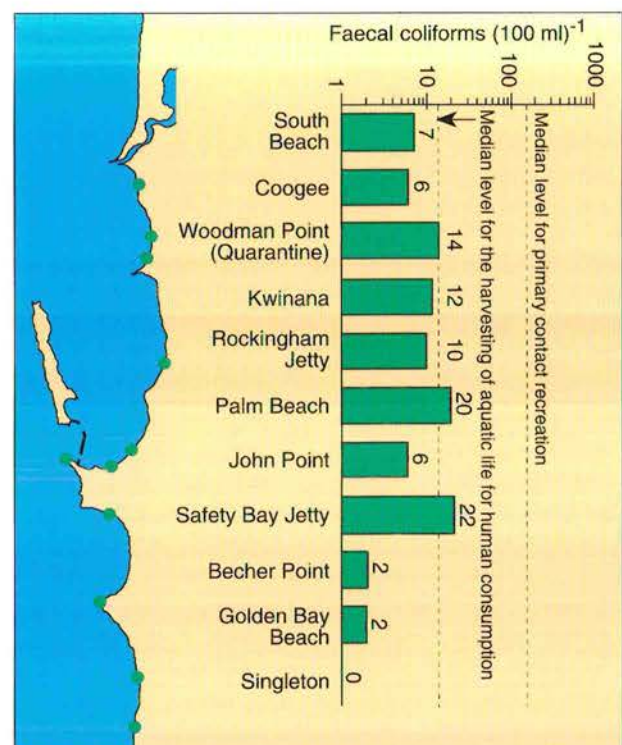 Faecal coliforms (100 ml)-1
1
10
100
1000
South
Beach
7
Coogee
6
Woodman Point
(Quarantine)
14
Kwinana
12
Rockingham
Jetty
10
Palm Beach
20
John Point
6
Safety Bay Jetty
22
Becher Point
2
Golden Bay
Beach
2
Singleton
0
Median level for the harvesting of aquatic life for human consumption
Median level for primary contact recreation